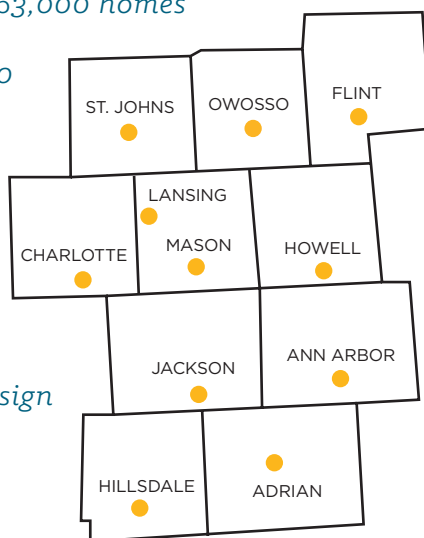 63,000 homes
o
sign
FLINT
ST. JOHNS
OWOSSO
LANSING
CHARLOTTE
MASON
HOWELL
JACKSON
ANN ARBOR
HILLSDALE
ADRIAN